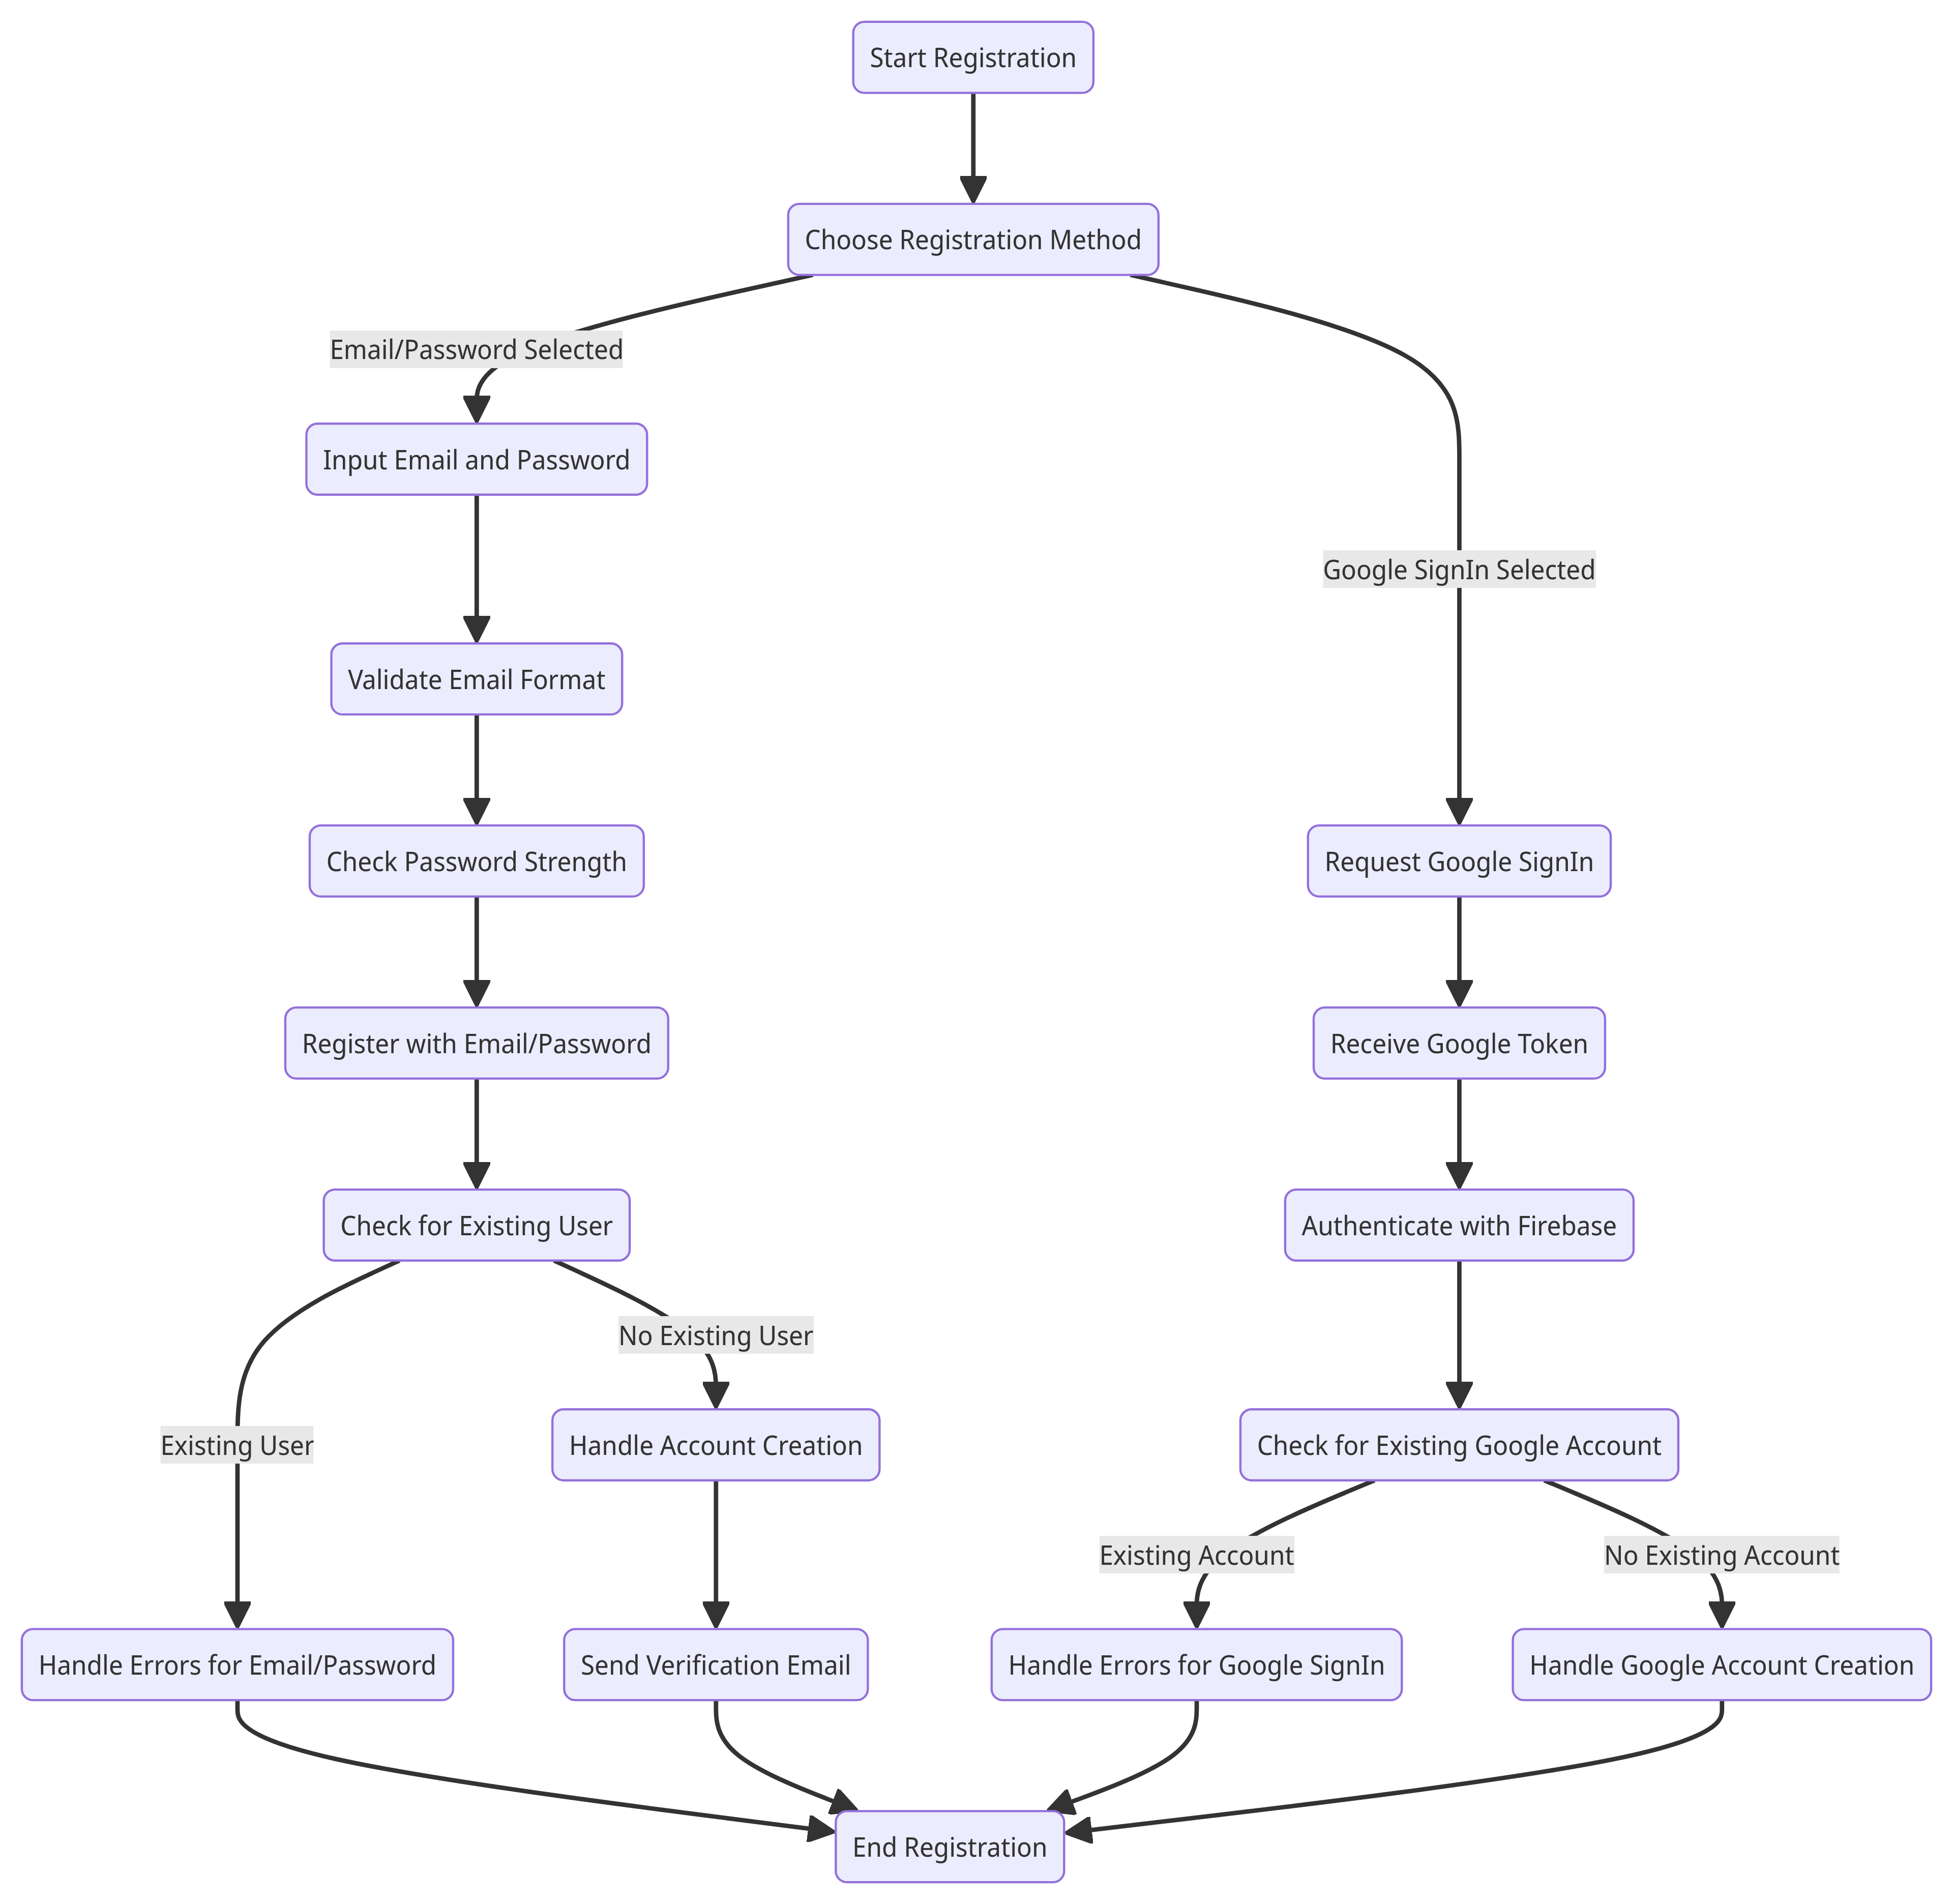 Start Registration
Choose Registration Method
Email/Password Selected
Input Email and Password
Google SignIn Selected
Validate Email Format
Check Password Strength
Request Google SignIn
Register with Email/Password
Receive Google Token
Check for Existing User
Authenticate with Firebase
No Existing User
Existing User
Handle Account Creation
Check for Existing Google Account
Existing Account
No Existing Account
Handle Errors for Email/Password
Send Verification Email
Handle Errors for Google SignIn
Handle Google Account Creation
End Registration